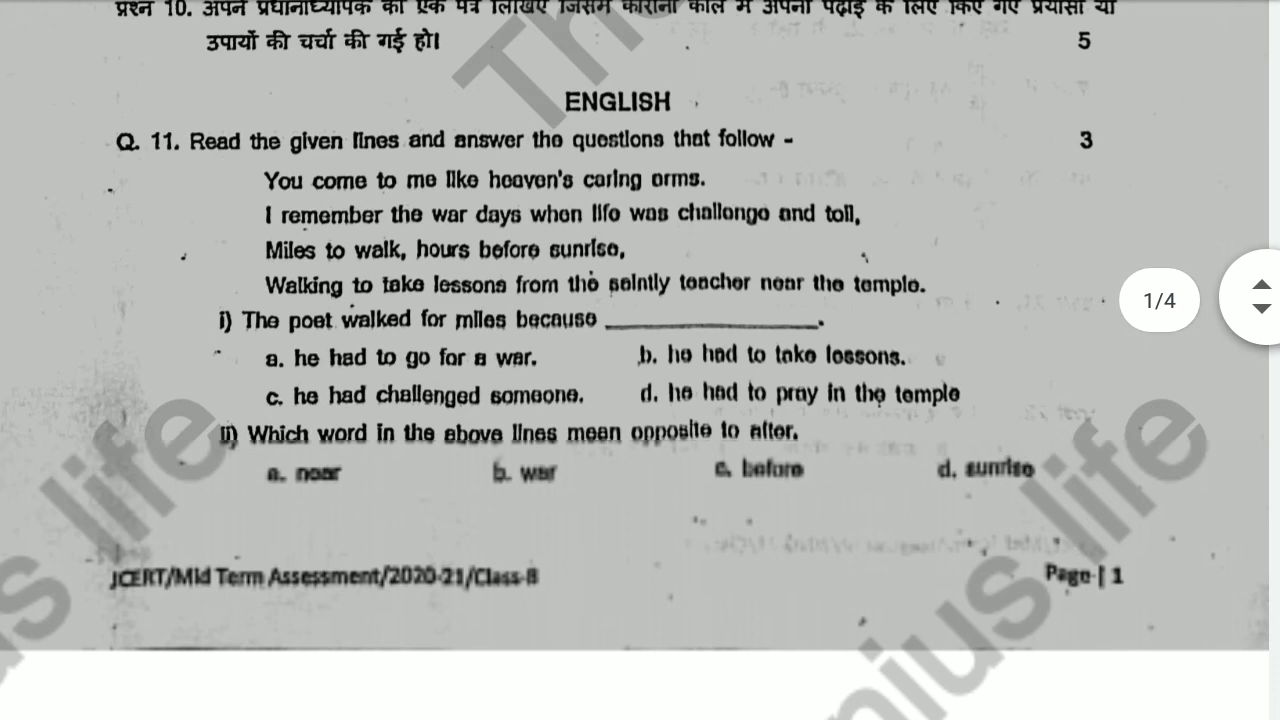 प्रश्न 10. अपने प्रधानाध्यापक को एक पत्र लिखिए जिसमें कोरोना काल में अपनी पढ़ाई के लिए किए गए प्रयासों या
उपायों की चर्चा की गई हो। 5
ENGLISH
Q. 11. Read the given lines and answer the questions that follow - 3
You come to me like heaven's caring arms.
I remember the war days when life was challenge and toil,
Miles to walk, hours before sunrise,
Walking to take lessons from the saintly teacher near the temple.
i) The poet walked for miles because ____________________.
a. he had to go for a war. b. he had to take lessons.
c. he had challenged someone. d. he had to pray in the temple
ii) Which word in the above lines mean opposite to after.
a. near b. war c. before d. sunrise
JCERT/Mid Term Assessment/2020-21/Class-8 Page | 1
1/4
The
life
us
nius life